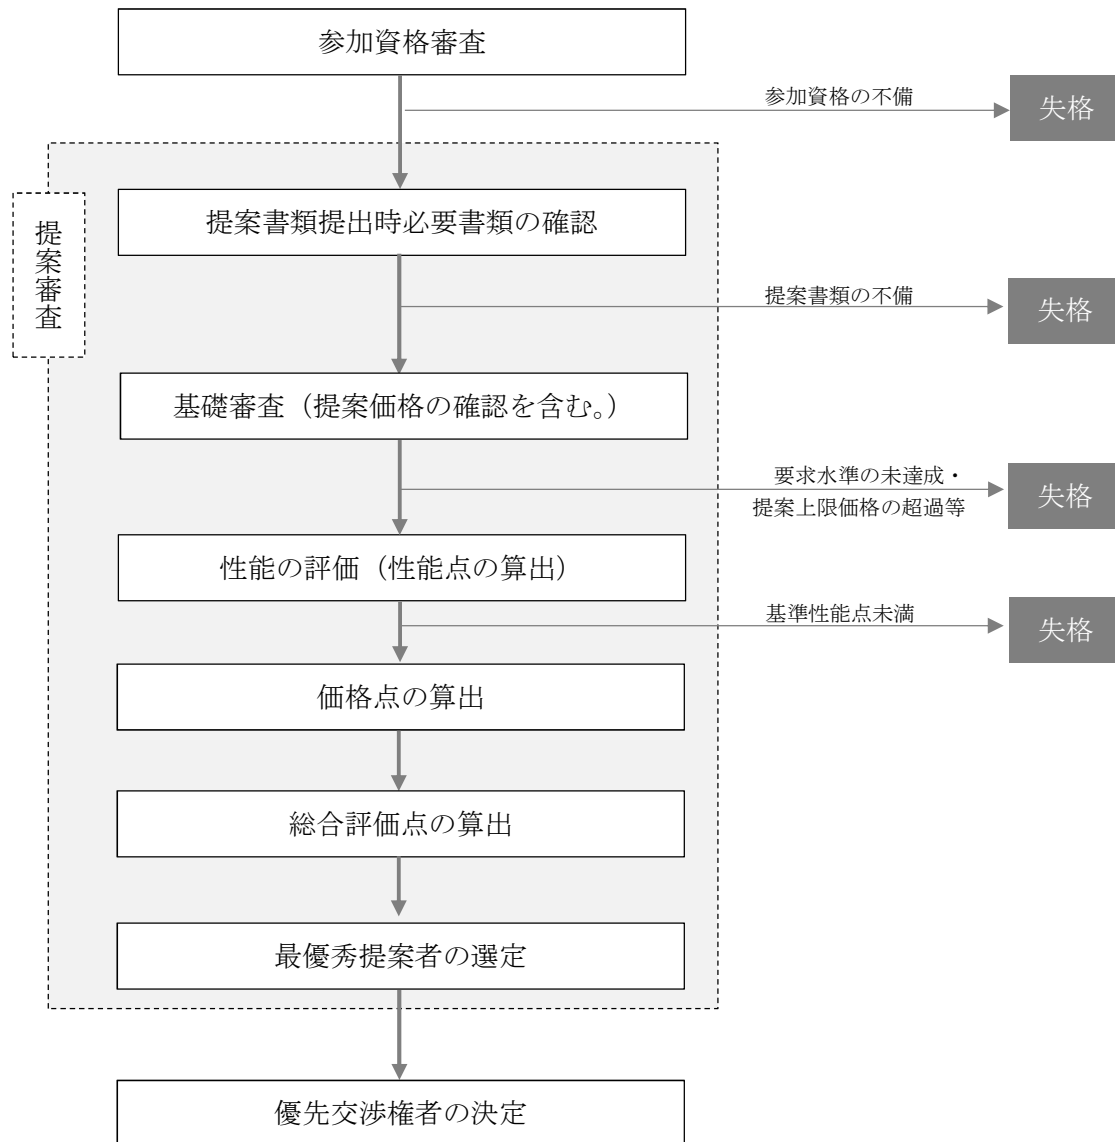 参加資格審査
参加資格の不備
失格
提案審査
提案書類提出時必要書類の確認
提案書類の不備
失格
基礎審査（提案価格の確認を含む。）
要求水準の未達成・
提案上限価格の超過等
失格
性能の評価（性能点の算出）
基準性能点未満
失格
価格点の算出
総合評価点の算出
最優秀提案者の選定
優先交渉権者の決定